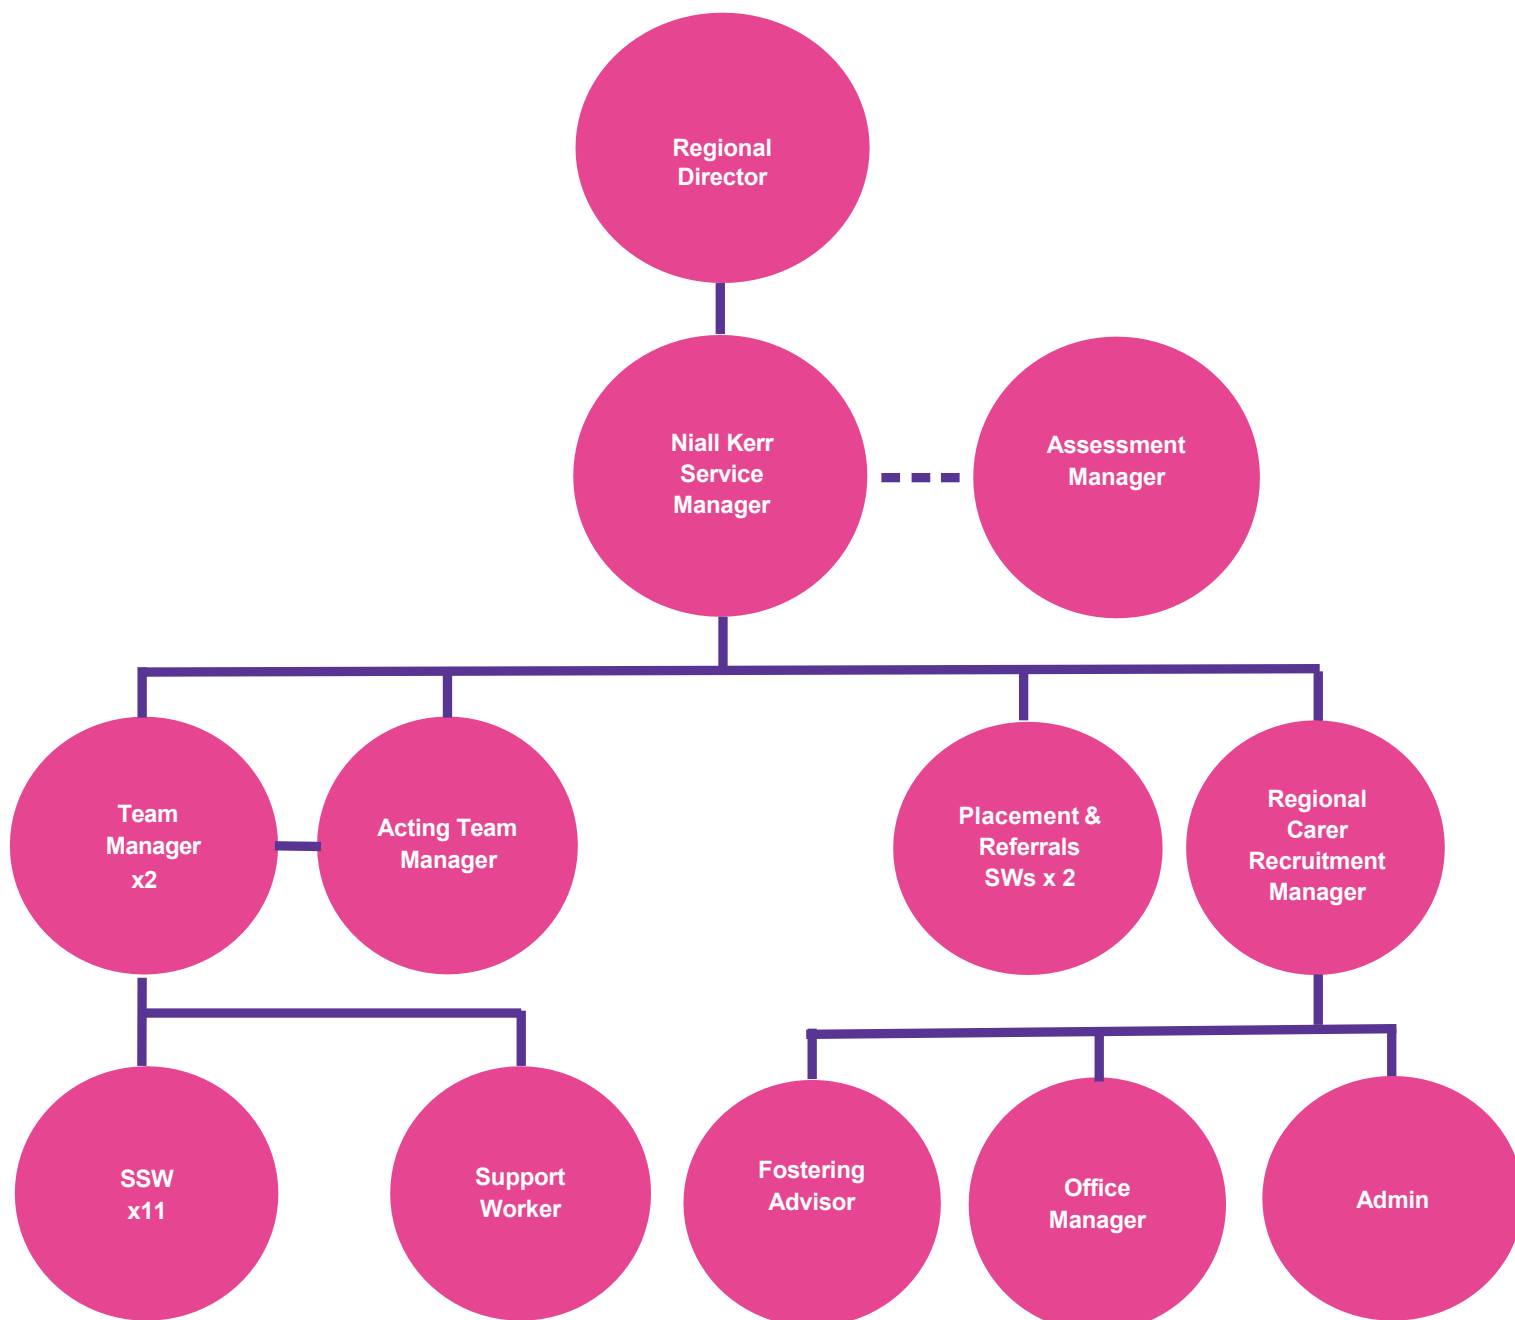 Regional
Director
Niall Kerr
Service
Manager
Assessment
Manager
Team
Manager
x2
Acting Team
Manager
Placement &
Referrals
SWs x 2
Regional
Carer
Recruitment
Manager
SSW
x11
Support
Worker
Fostering
Advisor
Office
Manager
Admin